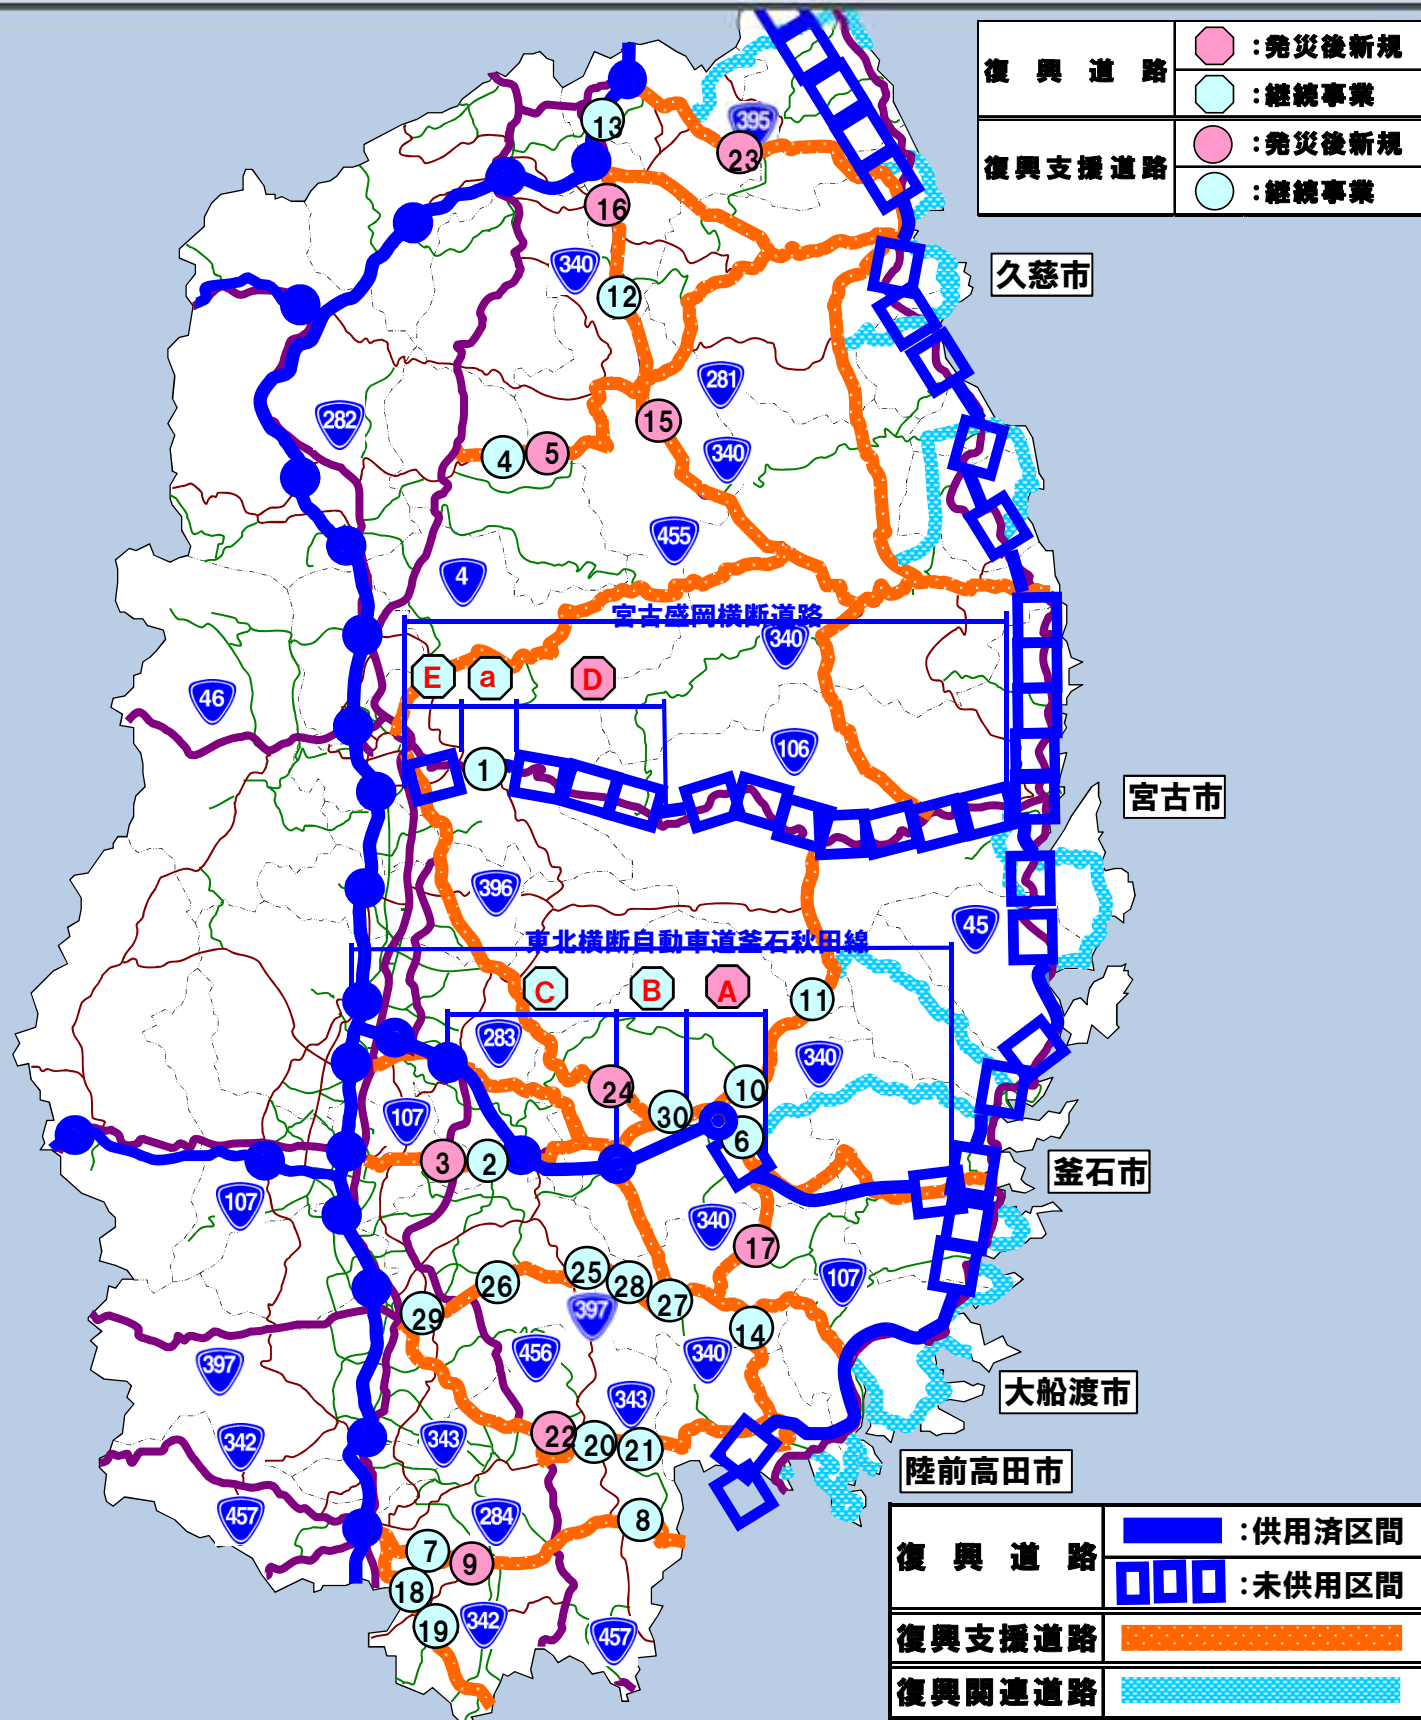 復興道路
:発災後新規
:継続事業
復興支援道路
:発災後新規
:継続事業
13
395
23
16
340
久慈市
12
281
282
15
4
5
340
455
4
宮古盛岡横断道路
340
E
a
D
46
106
1
宮古市
396
45
東北横断自動車道釜石秋田線
C
B
A
11
283
340
24
10
30
107
6
3
2
釜石市
107
340
17
25
26
28
107
27
29
397
14
456
340
397
343
大船渡市
22
20
21
342
343
陸前高田市
457
284
8
7
9
18
19
342
457
復興道路
:供用済区間
:未供用区間
復興支援道路
復興関連道路